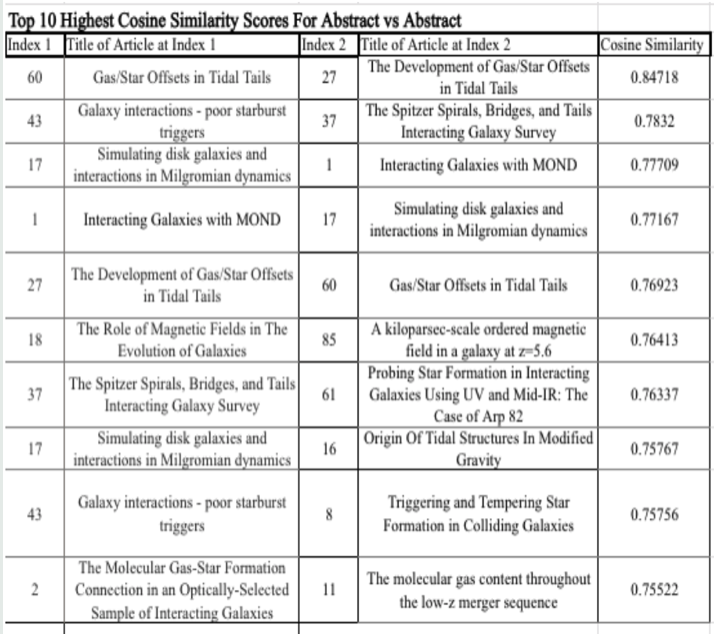 Top 10 Highest Cosine Similarity Scores For Abstract vs Abstract
Index 1 Title of Article at Index 1 Index 2 Title of Article at Index 2 Cosine Similarity
60 Gas/Star Offsets in Tidal Tails 27 The Development of Gas/Star Offsets
in Tidal Tails 0.84718
43 Galaxy interactions - poor starburst
triggers 37 The Spitzer Spirals, Bridges, and Tails
Interacting Galaxy Survey 0.7832
17 Simulating disk galaxies and
interactions in Milgromian dynamics 1 Interacting Galaxies with MOND 0.77709
1 Interacting Galaxies with MOND 17 Simulating disk galaxies and
interactions in Milgromian dynamics 0.77167
27 The Development of Gas/Star Offsets
in Tidal Tails 60 Gas/Star Offsets in Tidal Tails 0.76923
18 The Role of Magnetic Fields in The
Evolution of Galaxies 85 A kiloparsec-scale ordered magnetic
field in a galaxy at z=5.6 0.76413
37 The Spitzer Spirals, Bridges, and Tails
Interacting Galaxy Survey 61 Probing Star Formation in Interacting
Galaxies Using UV and Mid-IR: The
Case of Arp 82 0.76337
17 Simulating disk galaxies and
interactions in Milgromian dynamics 16 Origin Of Tidal Structures In Modified
Gravity 0.75767
43 Galaxy interactions - poor starburst
triggers 8 Triggering and Tempering Star
Formation in Colliding Galaxies 0.75756
2 The Molecular Gas-Star Formation
Connection in an Optically-Selected
Sample of Interacting Galaxies 11 The molecular gas content throughout
the low-z merger sequence 0.75522